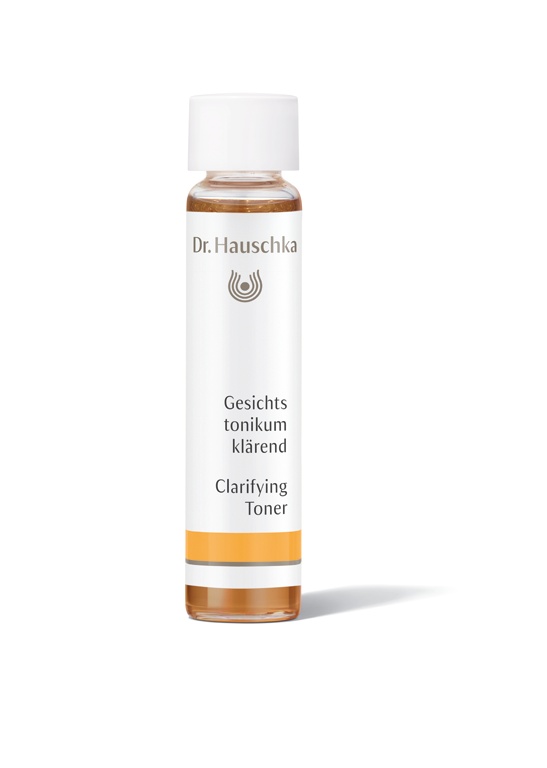 Dr. Hauschka
Gesichts
tonikum
klärend
Clarifying
Toner